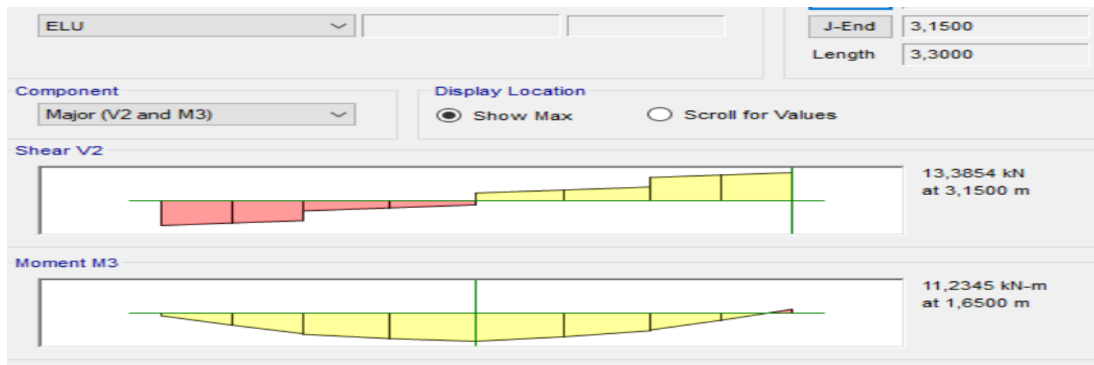 ELU
J-End 3,1500
Length 3,3000
Component
Major (V2 and M3)
Display Location
Show Max
Scroll for Values
Shear V2
13,3854 kN
at 3,1500 m
Moment M3
11,2345 kN-m
at 1,6500 m